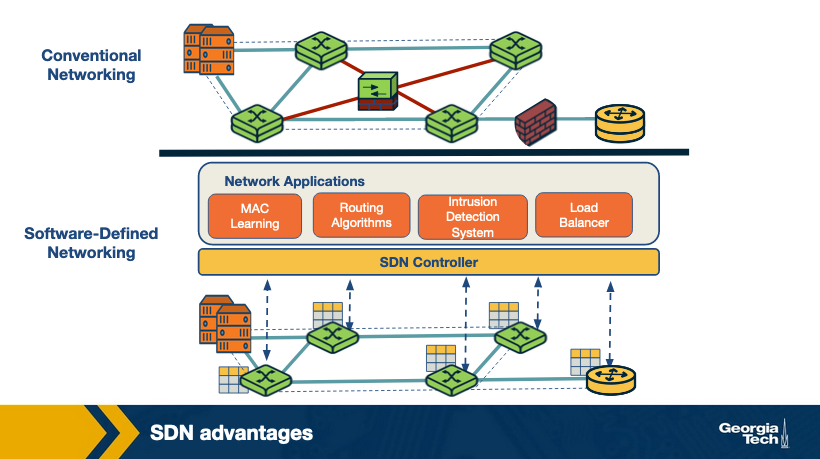 Conventional
Networking
Network Applications
MAC
Learning
Routing
Algorithms
Intrusion
Detection
System
Load
Balancer
Software-Defined
Networking
SDN Controller
SDN advantages
Georgia
Tech